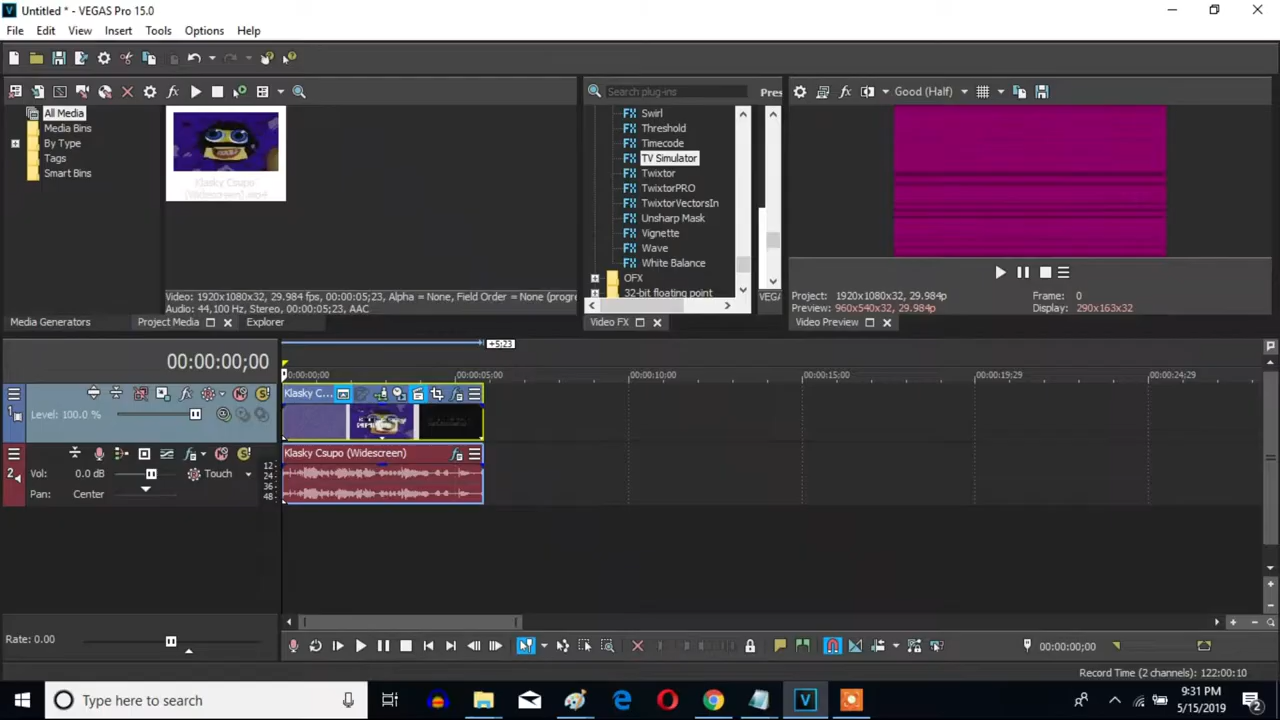 Untitled * - VEGAS Pro 15.0
File Edit View Insert Tools Options Help
All Media
Media Bins
By Type
Tags
Smart Bins
Klasky Csupo
(Widescreen).mp4
Video: 1920x1080x32, 29.984 fps, 00:00:05;23, Alpha = None, Field Order = None (progre
Audio: 44,100 Hz, Stereo, 00:00:05;23, AAC
Media Generators Project Media Explorer
Search plug-ins
Pres
Swirl
Threshold
Timecode
TV Simulator
Twixtor
TwixtorPRO
TwixtorVectorsIn
Unsharp Mask
Vignette
Wave
White Balance
OFX
32-bit floating point
VEGA
Video FX
Good (Half)
Project: 1920x1080x32, 29.984p
Preview: 960x540x32, 29.984p
Frame: 0
Display: 290x163x32
Video Preview
00:00:00;00
+5;23
00:00:00;00 00:00:05;00 00:00:10;00 00:00:15;00 00:00:19;29 00:00:24;29
1
Level: 100.0 %
Klasky C...
2
Vol: 0.0 dB Touch
Pan: Center
12
24
36
48
Klasky Csupo (Widescreen)
Rate: 0.00
00:00:00;00
Record Time (2 channels): 122:00:10
Type here to search
9:31 PM
5/15/2019
2